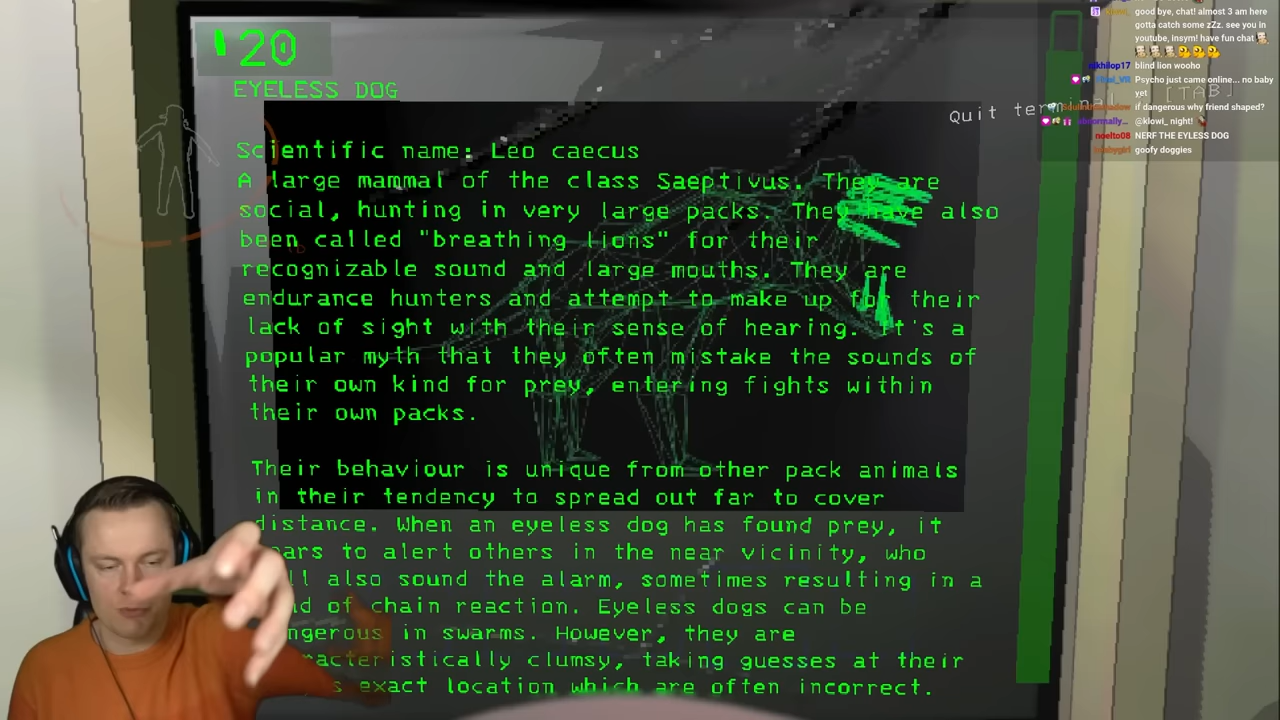 20
EYELESS DOG
Quit terminal [TAB]
Scientific name: Leo caecus
A large mammal of the class Saeptivus. They are
social, hunting in very large packs. They have also
been called "breathing lions" for their
recognizable sound and large mouths. They are
endurance hunters and attempt to make up for their
lack of sight with their sense of hearing. It's a
popular myth that they often mistake the sounds of
their own kind for prey, entering fights within
their own packs.
Their behaviour is unique from other pack animals
in their tendency to spread out far to cover
distance. When an eyeless dog has found prey, it
to alert others in the near vicinity, who
also sound the alarm, sometimes resulting in a
of chain reaction. Eyeless dogs can be
in swarms. However, they are
clumsy, taking guesses at their
exact location which are often incorrect.
good bye, chat! almost 3 am here
gotta catch some zZz. see you in
youtube, insym! have fun chat
nikhilop17 blind lion wooho
Psycho just came online... no baby
yet
if dangerous why friend shaped?
@klowi_ night!
noelto08 NERF THE EYLESS DOG
goofy doggies